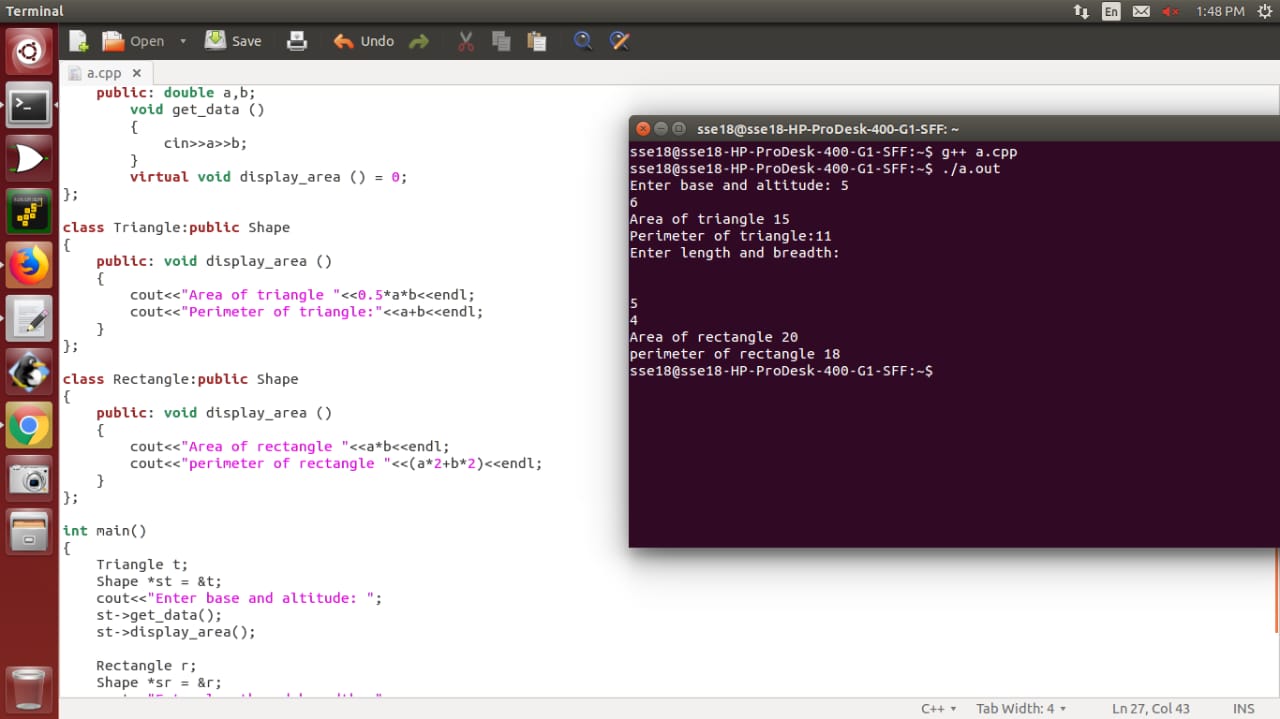 Terminal
En
1:48 PM
Open
Save
Undo
a.cpp
public: double a,b;
void get_data ()
{
cin>>a>>b;
}
virtual void display_area () = 0;
};
class Triangle:public Shape
{
public: void display_area ()
{
cout<<"Area of triangle "<<0.5*a*b<<endl;
cout<<"Perimeter of triangle:"<<a+b<<endl;
}
};
class Rectangle:public Shape
{
public: void display_area ()
{
cout<<"Area of rectangle "<<a*b<<endl;
cout<<"perimeter of rectangle "<<(a*2+b*2)<<endl;
}
};
int main()
{
Triangle t;
Shape *st = &t;
cout<<"Enter base and altitude: ";
st->get_data();
st->display_area();
Rectangle r;
Shape *sr = &r;
sse18@sse18-HP-ProDesk-400-G1-SFF: ~
sse18@sse18-HP-ProDesk-400-G1-SFF:~$ g++ a.cpp
sse18@sse18-HP-ProDesk-400-G1-SFF:~$ ./a.out
Enter base and altitude: 5
6
Area of triangle 15
Perimeter of triangle:11
Enter length and breadth:
5
4
Area of rectangle 20
perimeter of rectangle 18
sse18@sse18-HP-ProDesk-400-G1-SFF:~$
C++
Tab Width: 4
Ln 27, Col 43
INS